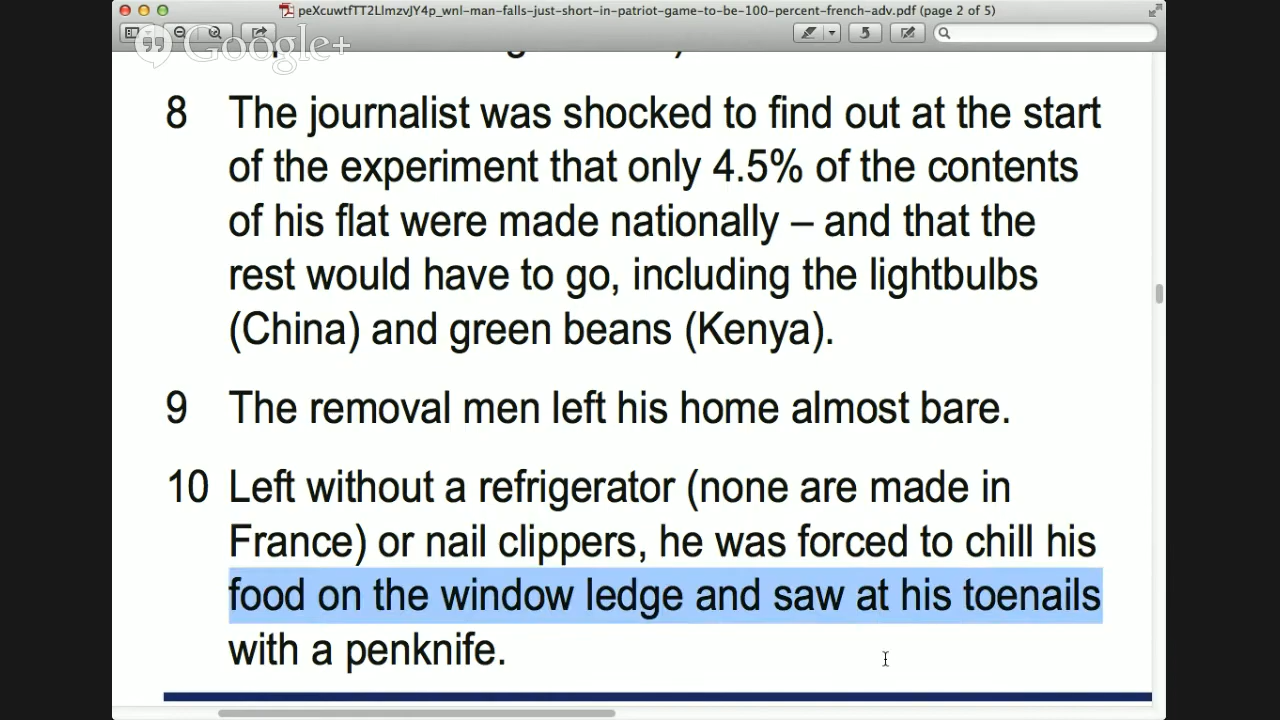 peXcuwtfTT2LlmzvJY4p_wnl-man-falls-just-short-in-patriot-game-to-be-100-percent-french-adv.pdf (page 2 of 5)
Google+
8 The journalist was shocked to find out at the start
of the experiment that only 4.5% of the contents
of his flat were made nationally – and that the
rest would have to go, including the lightbulbs
(China) and green beans (Kenya).
9 The removal men left his home almost bare.
10 Left without a refrigerator (none are made in
France) or nail clippers, he was forced to chill his
food on the window ledge and saw at his toenails
with a penknife.